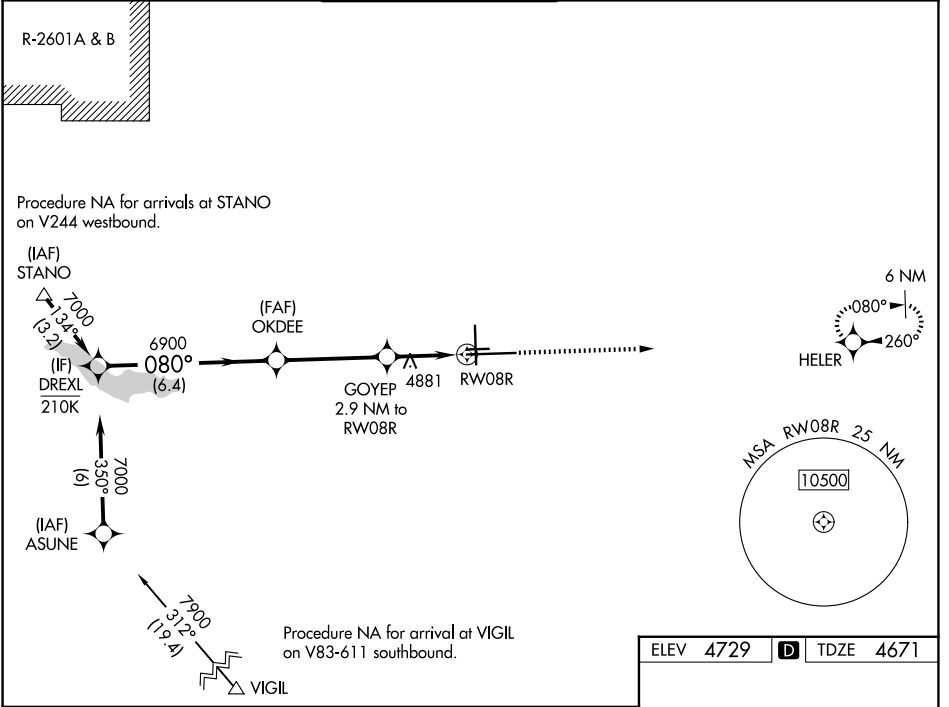 R-2601A & B
Procedure NA for arrivals at STANO
on V244 westbound.
(IAF)
STANO
7000
134°
(3.2)
(IF)
DREXL
210K
6900
080°
(6.4)
(FAF)
OKDEE
GOYEP
2.9 NM to
RW08R
4881
RW08R
6 NM
080°
260°
HELER
7000
350°
(6)
(IAF)
ASUNE
MSA RW08R 25 NM
10500
7900
312°
(19.4)
VIGIL
Procedure NA for arrival at VIGIL
on V83-611 southbound.
ELEV 4729 D TDZE 4671